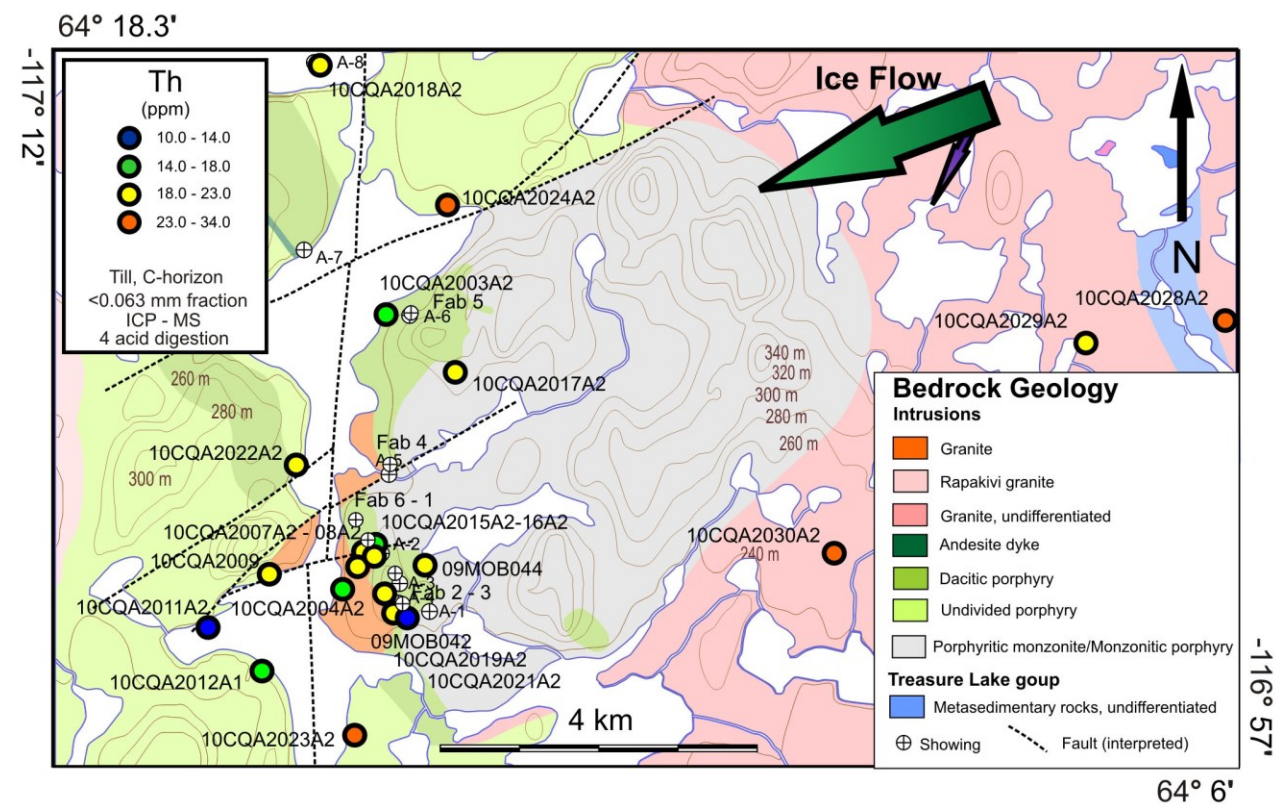 64° 18.3'
-117° 12'
Th
(ppm)
10.0 - 14.0
14.0 - 18.0
18.0 - 23.0
23.0 - 34.0
Till, C-horizon
<0.063 mm fraction
ICP - MS
4 acid digestion
A-8
10CQA2018A2
Ice Flow
N
10CQA2024A2
A-7
10CQA2003A2
Fab 5
A-6
10CQA2017A2
10CQA2028A2
10CQA2029A2
340 m
320 m
300 m
280 m
260 m
260 m
280 m
300 m
10CQA2022A2
Fab 4
A-5
Fab 6 - 1
10CQA2015A2-16A2
10CQA2007A2 - 08A2
A-2
10CQA2009
09MOB044
A-3
Fab 2 - 3
A-1
10CQA2011A2
10CQA2004A2
09MOB042
10CQA2019A2
10CQA2021A2
10CQA2012A1
10CQA2023A2
10CQA2030A2
240 m
4 km
Bedrock Geology
Intrusions
Granite
Rapakivi granite
Granite, undifferentiated
Andesite dyke
Dacitic porphyry
Undivided porphyry
Porphyritic monzonite/Monzonitic porphyry
Treasure Lake goup
Metasedimentary rocks, undifferentiated
Showing
Fault (interpreted)
-116° 57'
64° 6'